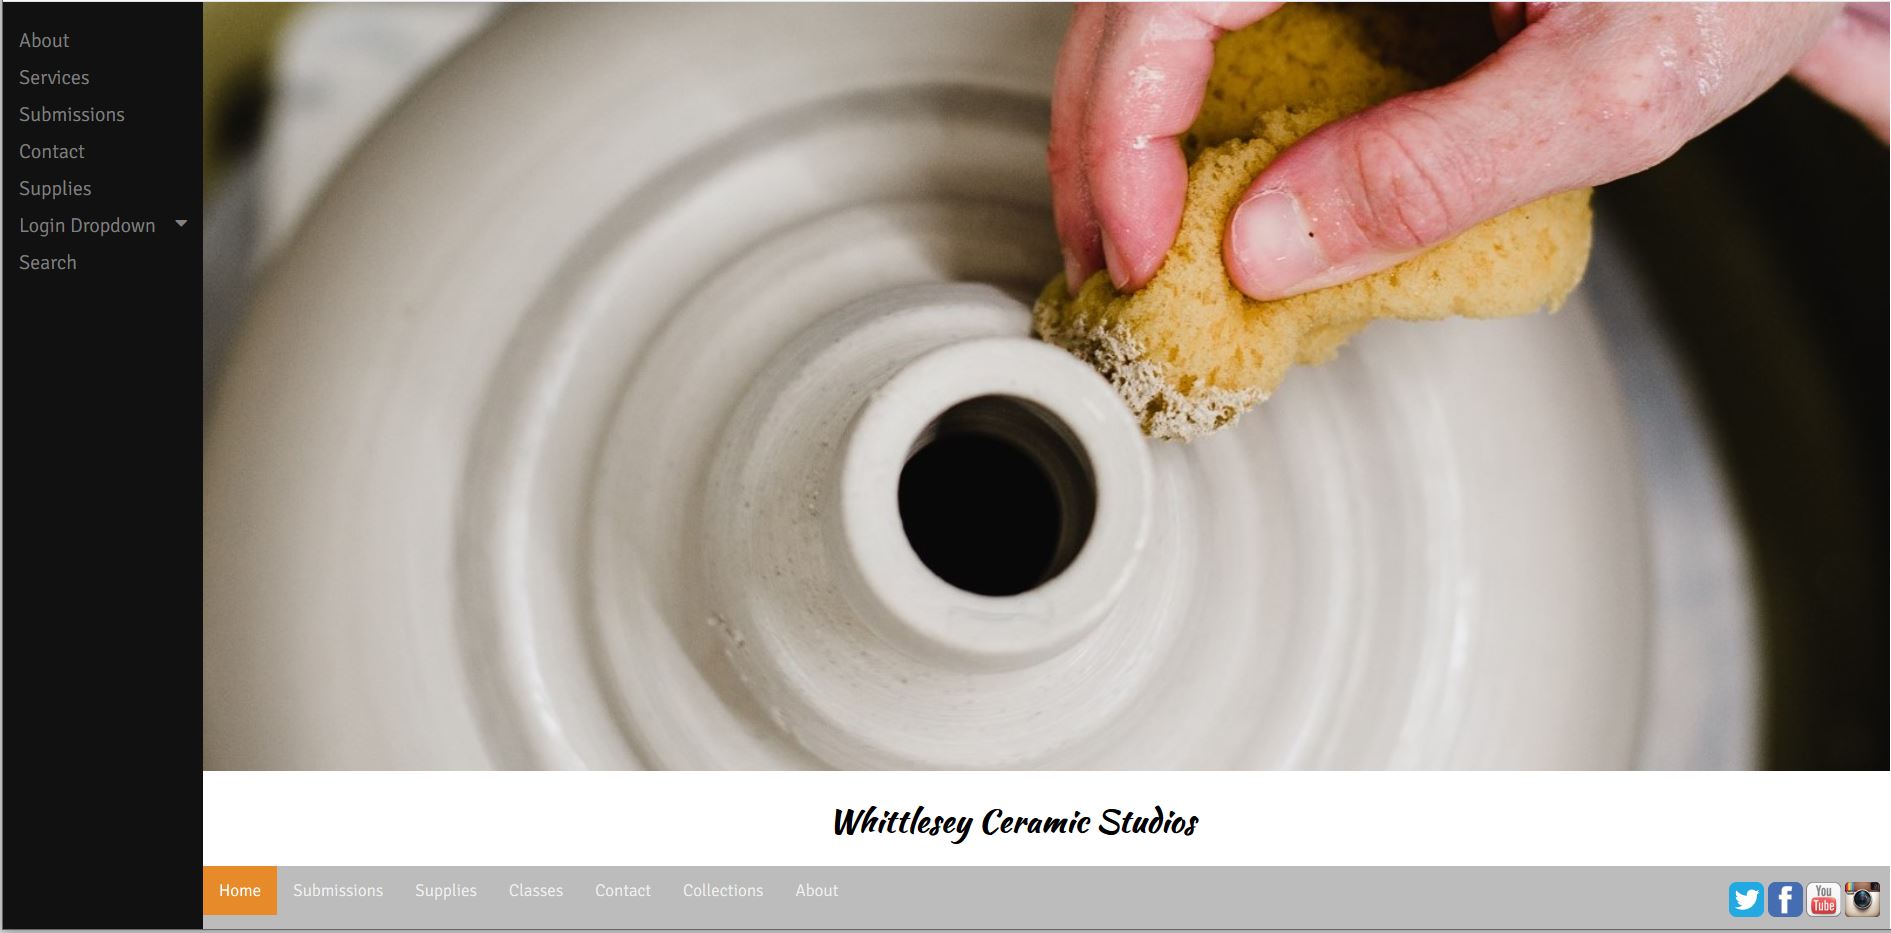 About
Services
Submissions
Contact
Supplies
Login Dropdown
Search
Whittlesey Ceramic Studios
Home Submissions Supplies Classes Contact Collections About
You
Tube